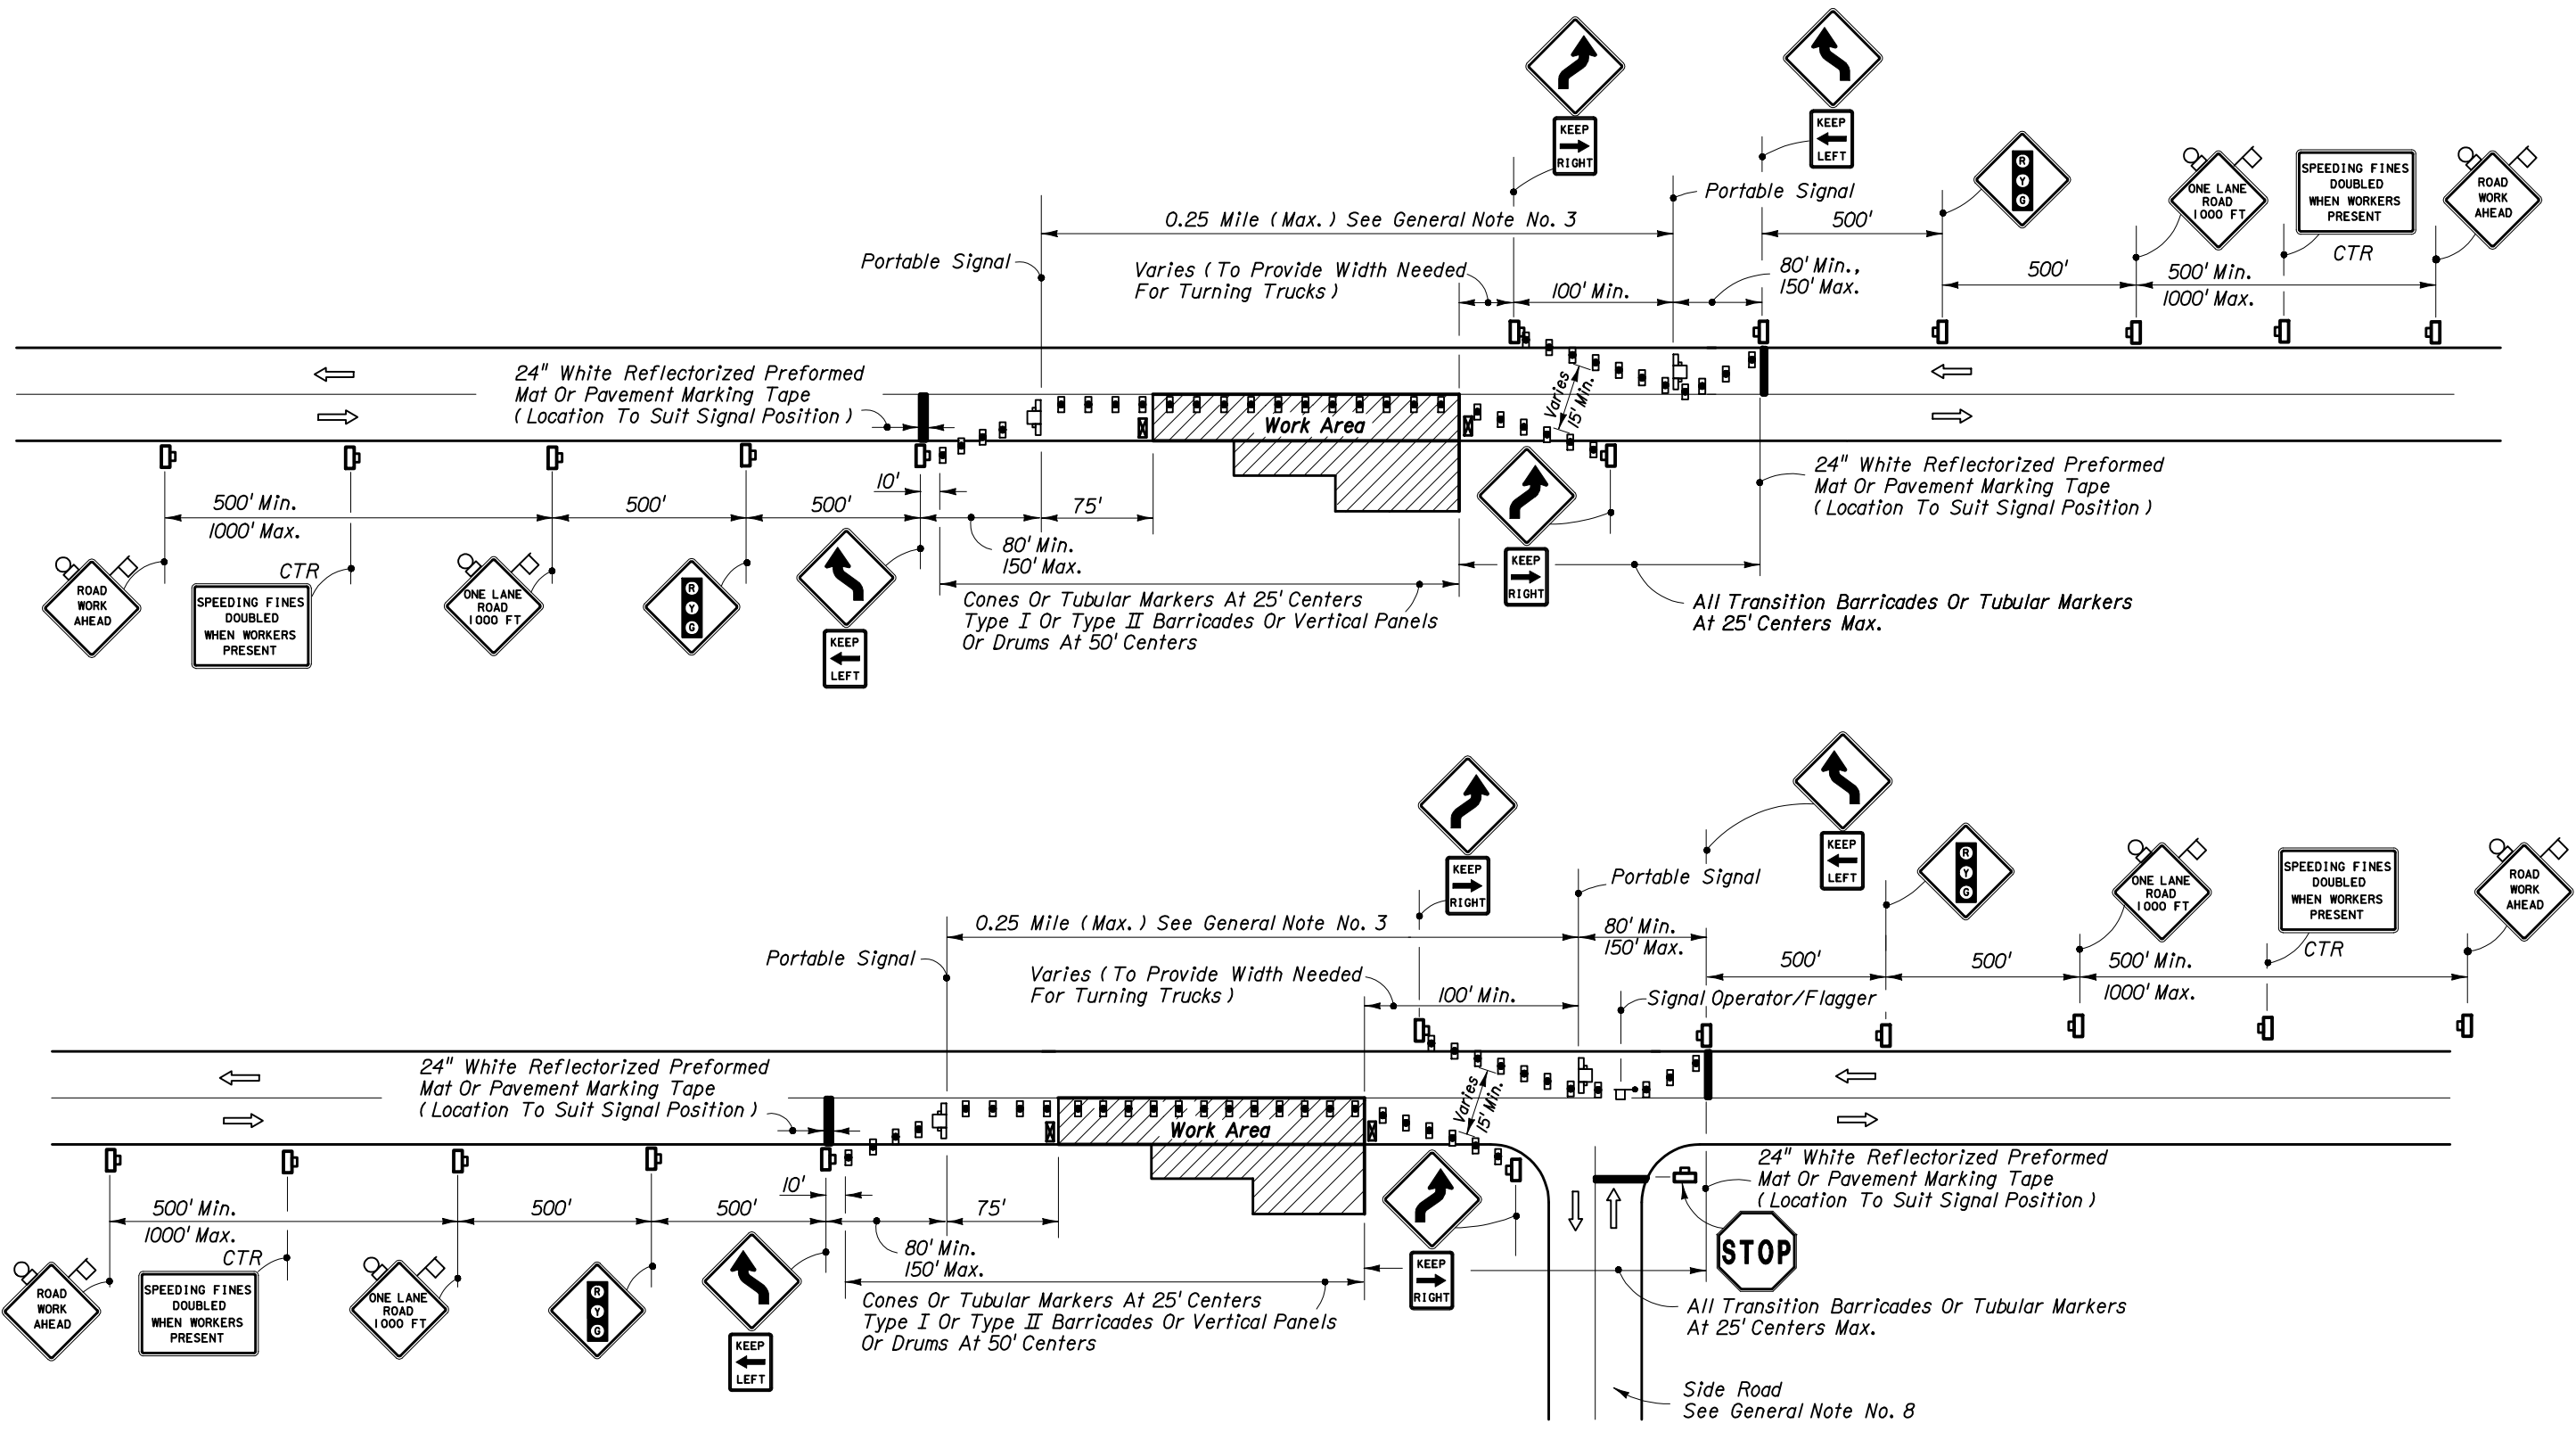 KEEP
RIGHT
KEEP
LEFT
Portable Signal
R
Y
G
ONE LANE
ROAD
1000 FT
SPEEDING FINES
DOUBLED
WHEN WORKERS
PRESENT
CTR
ROAD
WORK
AHEAD
0.25 Mile (Max.) See General Note No. 3
500'
Portable Signal
Varies (To Provide Width Needed
For Turning Trucks)
100' Min.
80' Min.,
150' Max.
500'
500' Min.
1000' Max.
24" White Reflectorized Preformed
Mat Or Pavement Marking Tape
(Location To Suit Signal Position)
Varies
15' Min.
Work Area
24" White Reflectorized Preformed
Mat Or Pavement Marking Tape
(Location To Suit Signal Position)
500' Min.
1000' Max.
500'
500'
10'
75'
80' Min.
150' Max.
KEEP
RIGHT
ROAD
WORK
AHEAD
CTR
SPEEDING FINES
DOUBLED
WHEN WORKERS
PRESENT
ONE LANE
ROAD
1000 FT
R
Y
G
KEEP
LEFT
Cones Or Tubular Markers At 25' Centers
Type I Or Type II Barricades Or Vertical Panels
Or Drums At 50' Centers
All Transition Barricades Or Tubular Markers
At 25' Centers Max.
KEEP
RIGHT
KEEP
LEFT
Portable Signal
R
Y
G
ONE LANE
ROAD
1000 FT
SPEEDING FINES
DOUBLED
WHEN WORKERS
PRESENT
CTR
ROAD
WORK
AHEAD
0.25 Mile (Max.) See General Note No. 3
80' Min.
150' Max.
Portable Signal
Varies (To Provide Width Needed
For Turning Trucks)
100' Min.
Signal Operator/Flagger
500'
500'
500' Min.
1000' Max.
24" White Reflectorized Preformed
Mat Or Pavement Marking Tape
(Location To Suit Signal Position)
Varies
15' Min.
Work Area
24" White Reflectorized Preformed
Mat Or Pavement Marking Tape
(Location To Suit Signal Position)
STOP
500' Min.
1000' Max.
500'
500'
10'
75'
80' Min.
150' Max.
KEEP
RIGHT
ROAD
WORK
AHEAD
CTR
SPEEDING FINES
DOUBLED
WHEN WORKERS
PRESENT
ONE LANE
ROAD
1000 FT
R
Y
G
KEEP
LEFT
Cones Or Tubular Markers At 25' Centers
Type I Or Type II Barricades Or Vertical Panels
Or Drums At 50' Centers
All Transition Barricades Or Tubular Markers
At 25' Centers Max.
Side Road
See General Note No. 8